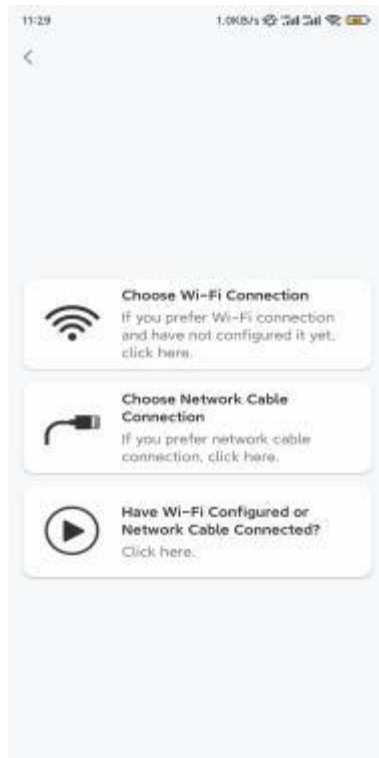 11:29
1.0KB/s
Choose Wi-Fi Connection
If you prefer Wi-Fi connection
and have not configured it yet,
click here.
Choose Network Cable
Connection
If you prefer network cable
connection, click here.
Have Wi-Fi Configured or
Network Cable Connected?
Click here.